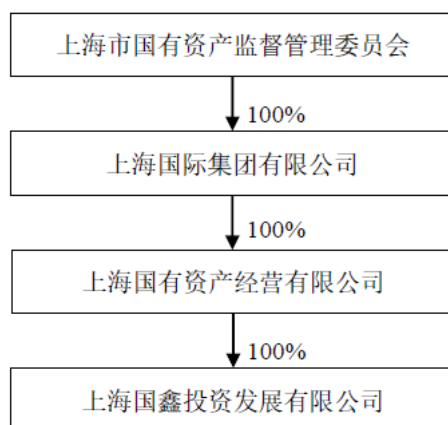 上海市国有资产监督管理委员会
100%
上海国际集团有限公司
100%
上海国有资产经营有限公司
100%
上海国鑫投资发展有限公司